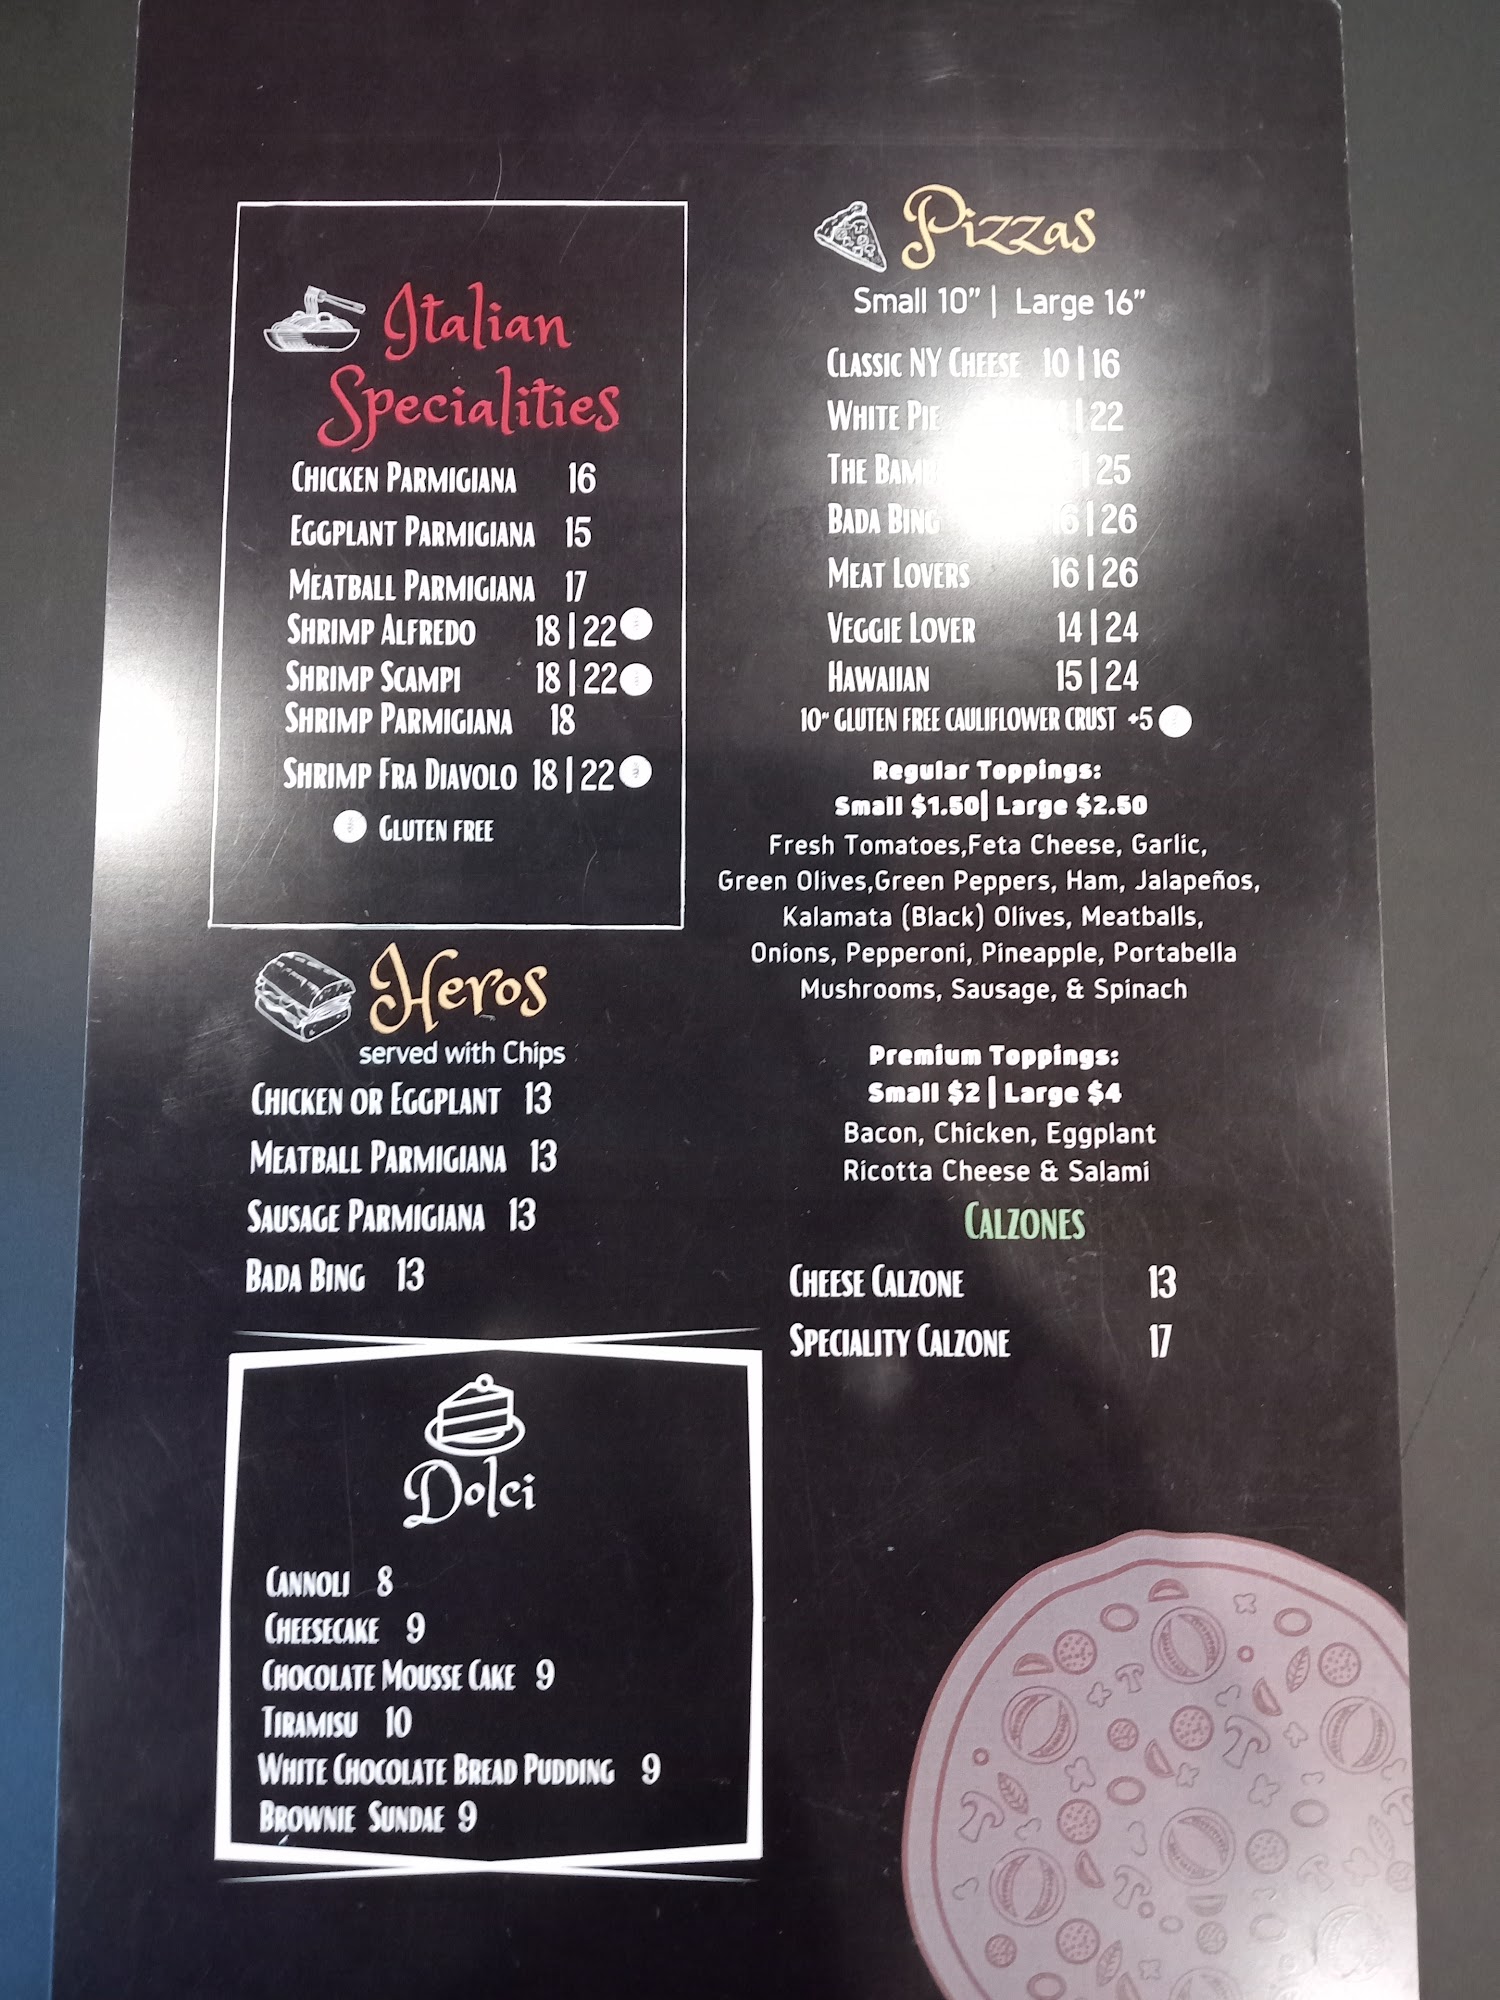 Italian
Specialities
Chicken Parmigiana 16
Eggplant Parmigiana 15
Meatball Parmigiana 17
Shrimp Alfredo 18|22
Shrimp Scampi 18|22
Shrimp Parmigiana 18
Shrimp Fra Diavolo 18|22
Gluten free
Heros
served with Chips
Chicken or Eggplant 13
Meatball Parmigiana 13
Sausage Parmigiana 13
Bada Bing 13
Dolci
Cannoli 8
Cheesecake 9
Chocolate Mousse Cake 9
Tiramisu 10
White Chocolate Bread Pudding 9
Brownie Sundae 9
Pizzas
Small 10" | Large 16"
Classic NY Cheese 10|16
White Pie |22
The |25
Bada Bing 16|26
Meat Lovers 16|26
Veggie Lover 14|24
Hawaiian 15|24
10" Gluten Free Cauliflower Crust +5
Regular Toppings:
Small $1.50| Large $2.50
Fresh Tomatoes,Feta Cheese, Garlic,
Green Olives,Green Peppers, Ham, Jalapeños,
Kalamata (Black) Olives, Meatballs,
Onions, Pepperoni, Pineapple, Portabella
Mushrooms, Sausage, & Spinach
Premium Toppings:
Small $2 | Large $4
Bacon, Chicken, Eggplant
Ricotta Cheese & Salami
Calzones
Cheese Calzone 13
Speciality Calzone 17